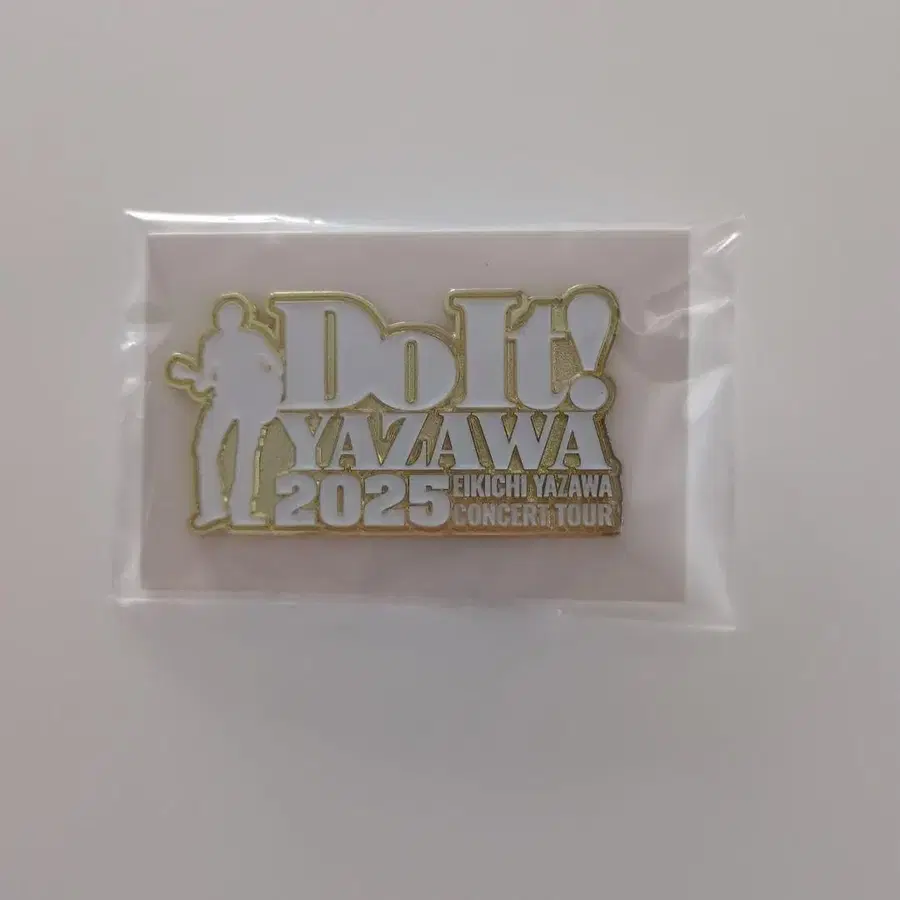 Do It!
YAZAWA
2025 EIKICHI YAZAWA
CONCERT TOUR